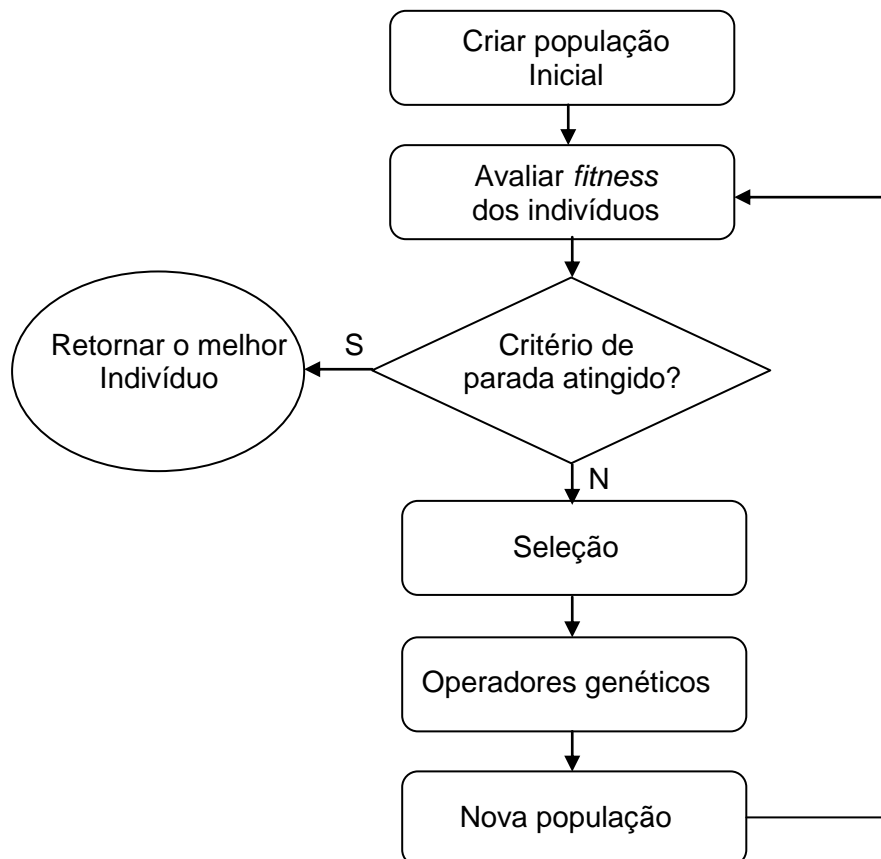 Criar população
Inicial
Avaliar fitness
dos indivíduos
Retornar o melhor
Indivíduo
S
Critério de
parada atingido?
N
Seleção
Operadores genéticos
Nova população